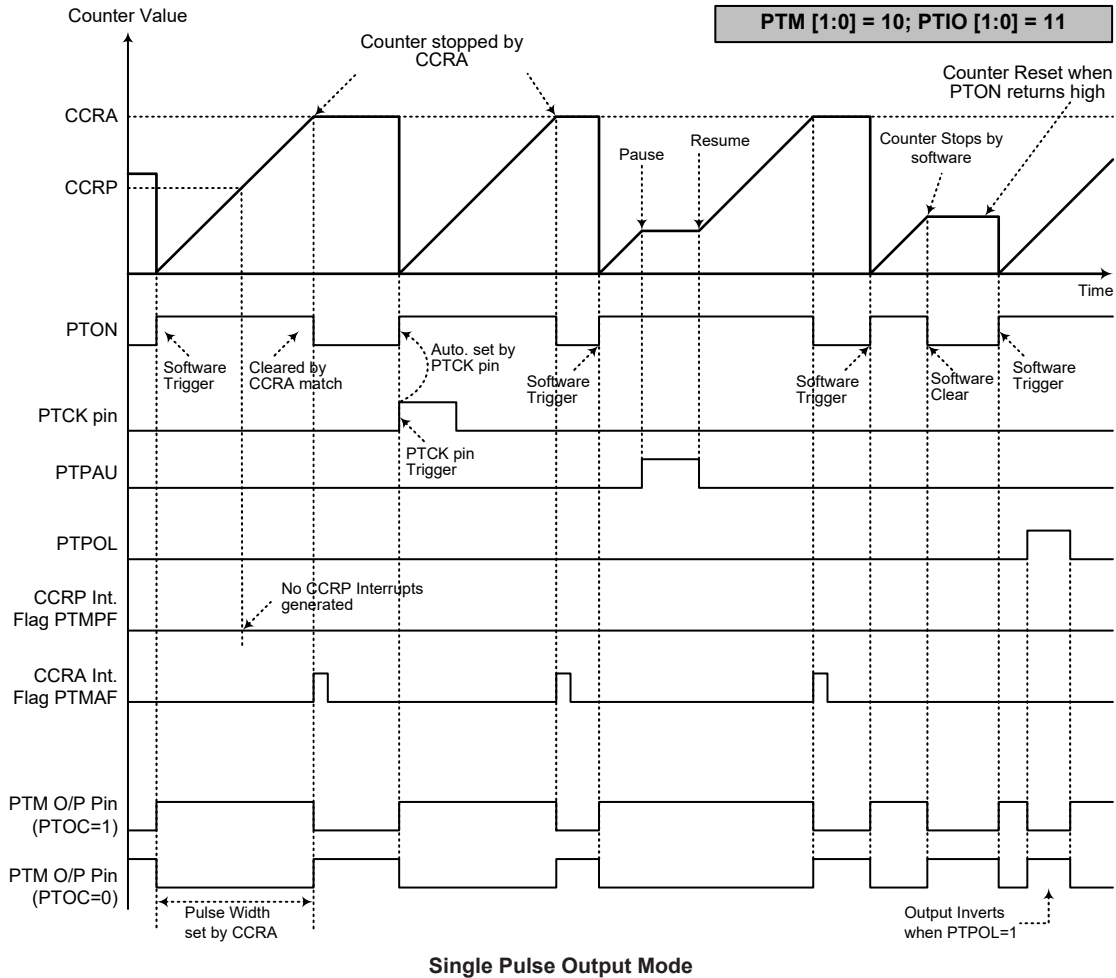 Counter Value
PTM [1:0] = 10; PTIO [1:0] = 11
Counter stopped by
CCRA
Counter Reset when
PTON returns high
CCRA
Pause
Resume
Counter Stops by
software
CCRP
Time
PTON
Software
Trigger
Cleared by
CCRA match
Auto. set by
PTCK pin
Software
Trigger
Software
Trigger
Software
Clear
Software
Trigger
PTCK pin
PTCK pin
Trigger
PTPAU
PTPOL
No CCRP Interrupts
generated
CCRP Int.
Flag PTMPF
CCRA Int.
Flag PTMAF
PTM O/P Pin
(PTOC=1)
PTM O/P Pin
(PTOC=0)
Pulse Width
set by CCRA
Output Inverts
when PTPOL=1
Single Pulse Output Mode